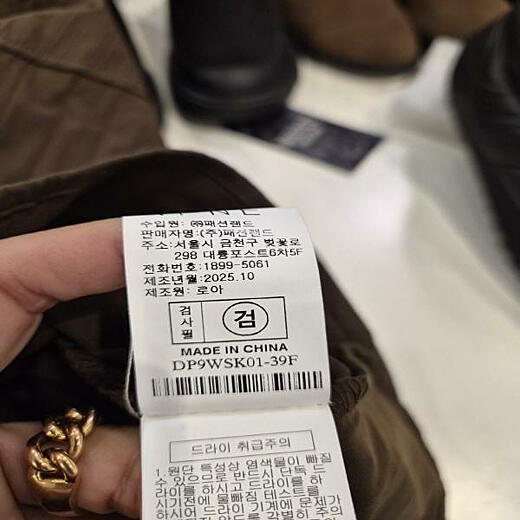 수입원: ㈜패션랜드
판매자명:(주)패션랜드
주소:서울시 금천구 벚꽃로
298 대륭포스트6차5F
전화번호:1899-5061
제조년월:2025.10
제조원: 로아
검사필
검
MADE IN CHINA
DP9WSK01-39F
드라이 취급주의
1. 원단 특성상 염색물이 빠질
수 있으므로 반드시 단독 드
라이를 하시고 드라이를 하
시기전에 물빠짐 테스트를
하시어 드라이 기계에 문제가